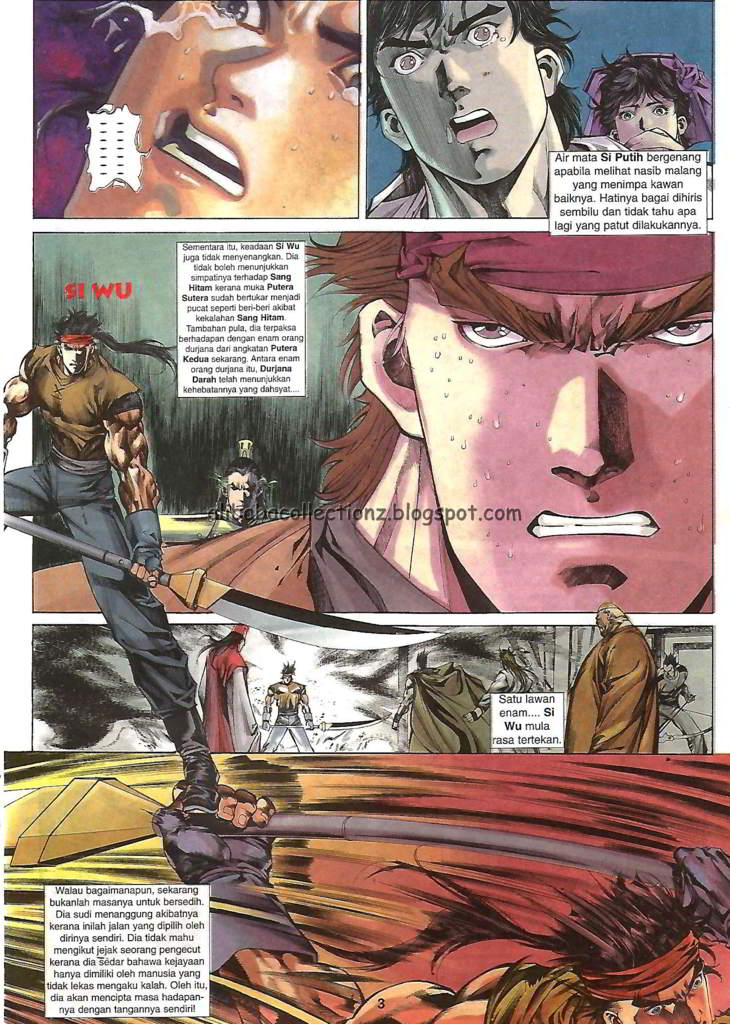 Air mata Si Putih bergenang
apabila melihat nasib malang
yang menimpa kawan
baiknya. Hatinya bagai dihiris
sembilu dan tidak tahu apa
lagi yang patut dilakukannya.
Sementara itu, keadaan Si Wu
juga tidak menyenangkan. Dia
tidak boleh menunjukkan
simpatinya terhadap Sang
Hitam kerana muka Putera
Sutera sudah bertukar menjadi
pucat seperti beri-beri akibat
kekalahan Sang Hitam.
Tambahan pula, dia terpaksa
berhadapan dengan enam orang
durjana dari angkatan Putera
Kedua sekarang. Antara enam
orang durjana itu, Durjana
Darah telah menunjukkan
kehebatannya yang dahsyat....
SI WU
alibabacollectionz.blogspot.com
Satu lawan
enam.... Si
Wu mula
rasa tertekan.
Walau bagaimanapun, sekarang
bukanlah masanya untuk bersedih.
Dia sudi menanggung akibatnya
kerana inilah jalan yang dipilih oleh
dirinya sendiri. Dia tidak mahu
mengikut jejak seorang pengecut
kerana dia sedar bahawa kejayaan
hanya dimiliki oleh manusia yang
tidak lekas mengaku kalah. Oleh itu,
dia akan mencipta masa hadapan-
nya dengan tangannya sendiri!
3